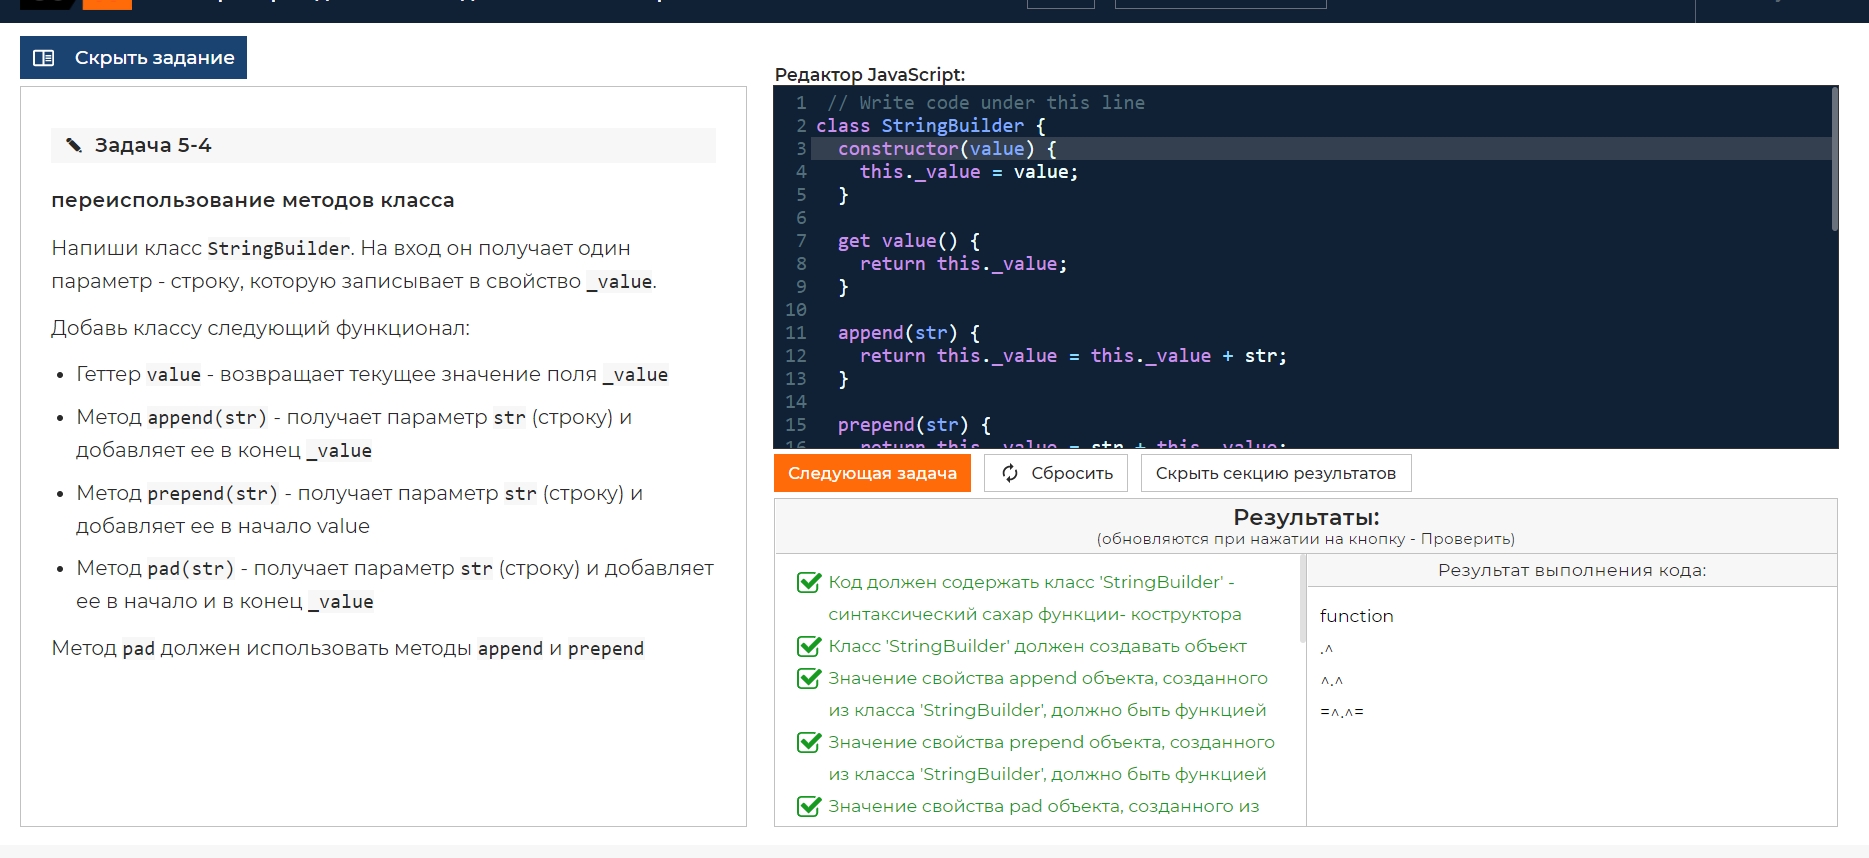 Скрыть задание
Задача 5-4
переиспользование методов класса
Напиши класс StringBuilder. На вход он получает один
параметр - строку, которую записывает в свойство _value.
Добавь классу следующий функционал:
• Геттер value - возвращает текущее значение поля _value
• Метод append(str) - получает параметр str (строку) и
добавляет ее в конец _value
• Метод prepend(str) - получает параметр str (строку) и
добавляет ее в начало value
• Метод pad(str) - получает параметр str (строку) и добавляет
ее в начало и в конец _value
Метод pad должен использовать методы append и prepend
Редактор JavaScript:
1 // Write code under this line
2 class StringBuilder {
3 constructor(value) {
4 this._value = value;
5 }
6
7 get value() {
8 return this._value;
9 }
10
11 append(str) {
12 return this._value = this._value + str;
13 }
14
15 prepend(str) {
16 return this._value = str + this._value;
Следующая задача
Сбросить
Скрыть секцию результатов
Результаты:
(обновляются при нажатии на кнопку - Проверить)
Код должен содержать класс 'StringBuilder' -
синтаксический сахар функции- коструктора
Класс 'StringBuilder' должен создавать объект
Значение свойства append объекта, созданного
из класса 'StringBuilder', должно быть функцией
Значение свойства prepend объекта, созданного
из класса 'StringBuilder', должно быть функцией
Значение свойства pad объекта, созданного из
Результат выполнения кода:
function
.^
^.^
=^.^=